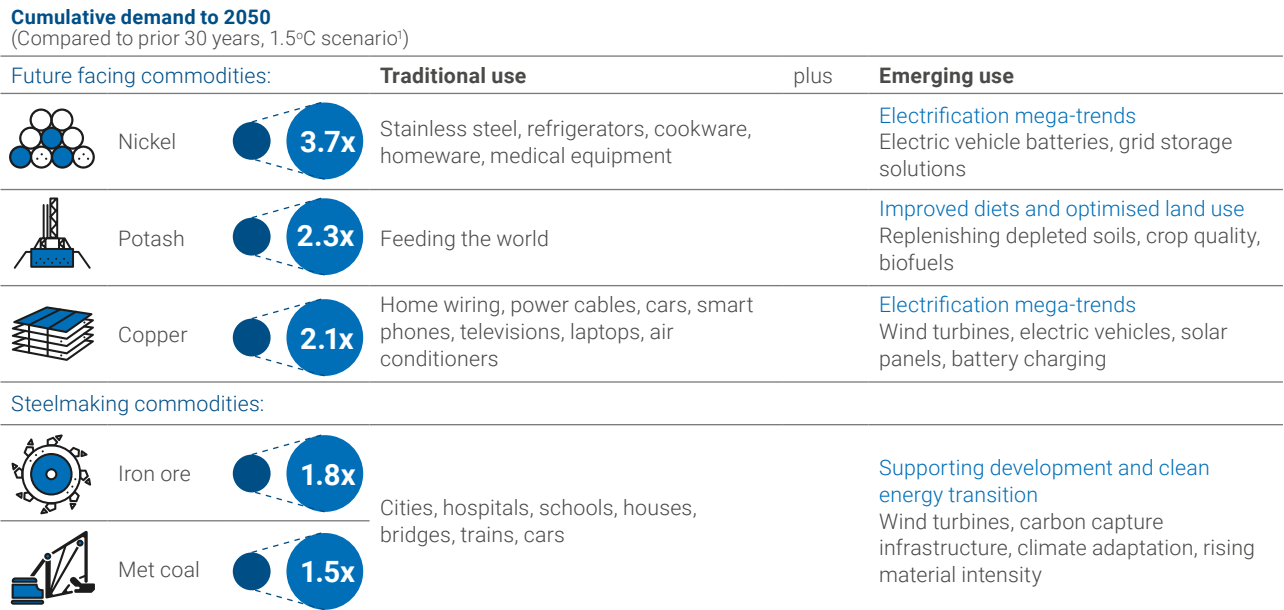 Cumulative demand to 2050
(Compared to prior 30 years, 1.5ºC scenario¹)
Future facing commodities:
Traditional use
plus
Emerging use
Nickel
3.7x
Stainless steel, refrigerators, cookware,
homeware, medical equipment
Electrification mega-trends
Electric vehicle batteries, grid storage
solutions
Potash
2.3x
Feeding the world
Improved diets and optimised land use
Replenishing depleted soils, crop quality,
biofuels
Copper
2.1x
Home wiring, power cables, cars, smart
phones, televisions, laptops, air
conditioners
Electrification mega-trends
Wind turbines, electric vehicles, solar
panels, battery charging
Steelmaking commodities:
Iron ore
1.8x
Met coal
1.5x
Cities, hospitals, schools, houses,
bridges, trains, cars
Supporting development and clean
energy transition
Wind turbines, carbon capture
infrastructure, climate adaptation, rising
material intensity